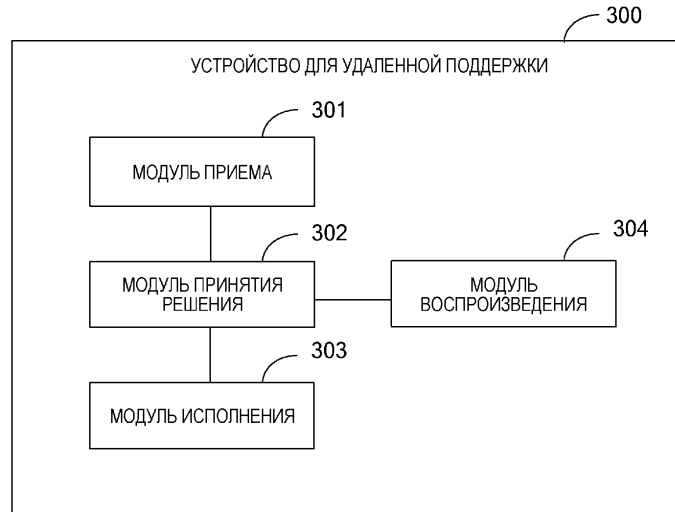 300
УСТРОЙСТВО ДЛЯ УДАЛЕННОЙ ПОДДЕРЖКИ
301
МОДУЛЬ ПРИЕМА
302
МОДУЛЬ ПРИНЯТИЯ
РЕШЕНИЯ
304
МОДУЛЬ
ВОСПРОИЗВЕДЕНИЯ
303
МОДУЛЬ ИСПОЛНЕНИЯ